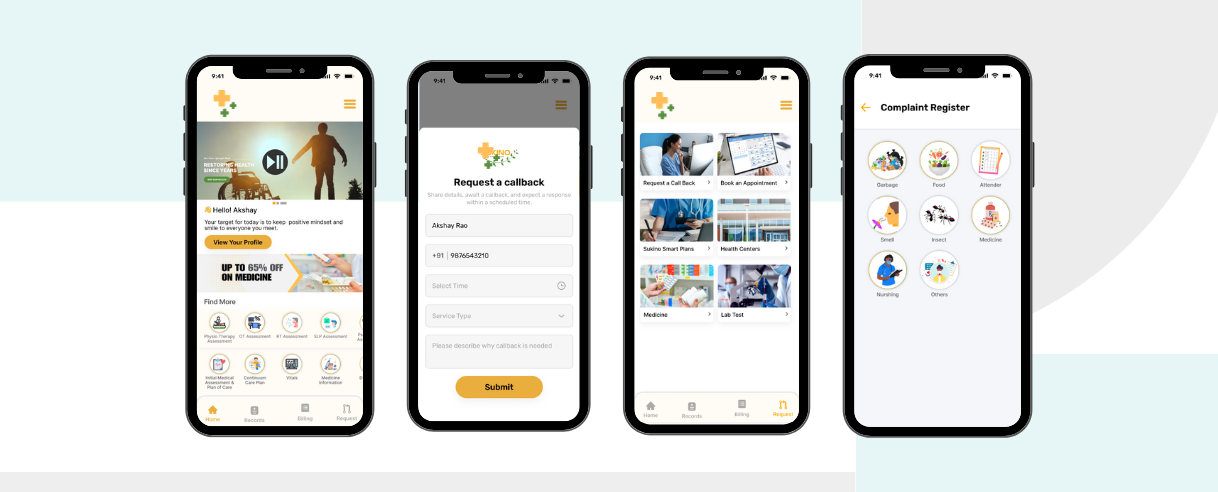 9:41
RESTORING HEALTH
SINCE YEARS
👋Hello! Akshay
Your target for today is to keep positive mindset and
smile to everyone you meet.
View Your Profile
UP TO 65% OFF
ON MEDICINE
Find More
Physio Therapy
Assessment
OT Assessment
RT Assessment
SLP Assessment
Initial Medical
Assessment &
Plan of Care
Continuum
Care Plan
Vitals
Medicine
Information
Home
Records
Billing
Request
9:41
Request a callback
Share details, await a callback, and expect a response
within a scheduled time.
Akshay Rao
+91 9876543210
Select Time
Service Type
Please describe why callback is needed
Submit
9:41
Request a Call Back
Book an Appointment
Sukino Smart Plans
Health Centers
Medicine
Lab Test
Home
Records
Billing
Request
9:41
Complaint Register
Garbage
Food
Attender
Smell
Insect
Medicine
Nurshing
Others